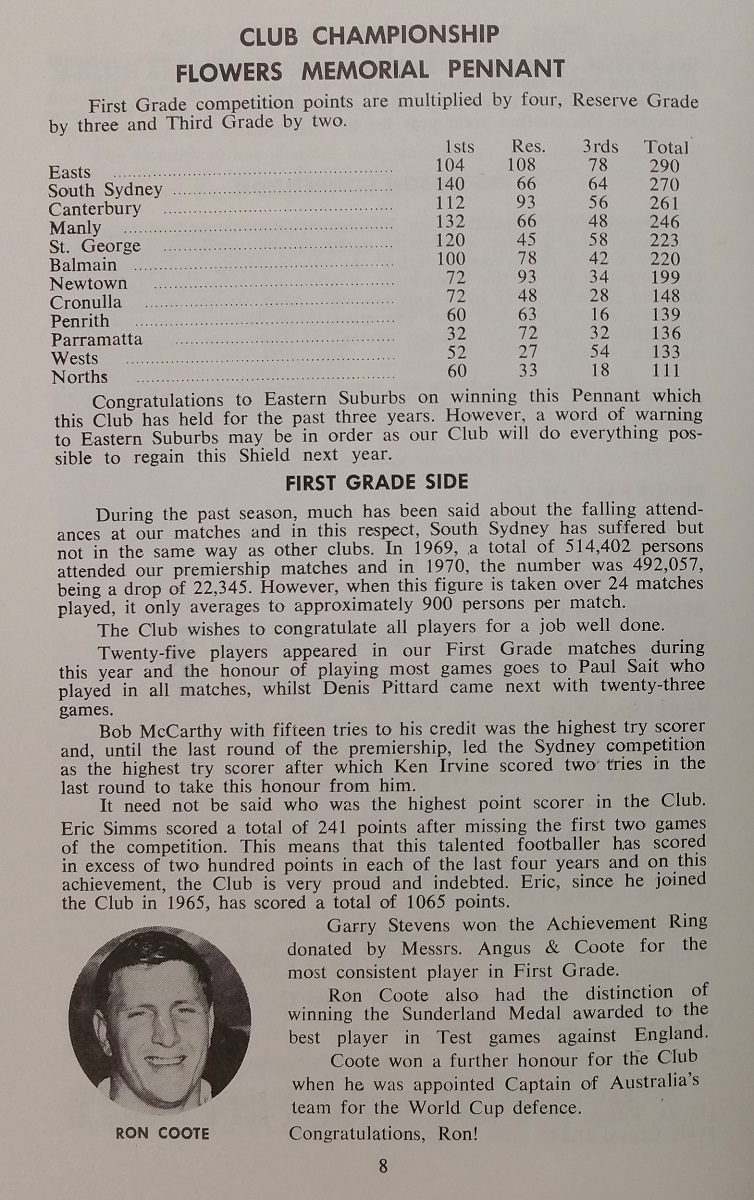 CLUB CHAMPIONSHIP
FLOWERS MEMORIAL PENNANT
First Grade competition points are multiplied by four, Reserve Grade
by three and Third Grade by two.
1sts Res. 3rds Total
Easts ........................ 104 108 78 290
South Sydney ........................ 140 66 64 270
Canterbury ........................ 112 93 56 261
Manly ........................ 132 66 48 246
St. George ........................ 120 45 58 223
Balmain ........................ 100 78 42 220
Newtown ........................ 72 93 34 199
Cronulla ........................ 72 48 28 148
Penrith ........................ 60 63 16 139
Parramatta ........................ 32 72 32 136
Wests ........................ 52 27 54 133
Norths ........................ 60 33 18 111
Congratulations to Eastern Suburbs on winning this Pennant which
this Club has held for the past three years. However, a word of warning
to Eastern Suburbs may be in order as our Club will do everything pos-
sible to regain this Shield next year.
FIRST GRADE SIDE
During the past season, much has been said about the falling attend-
ances at our matches and in this respect, South Sydney has suffered but
not in the same way as other clubs. In 1969, a total of 514,402 persons
attended our premiership matches and in 1970, the number was 492,057,
being a drop of 22,345. However, when this figure is taken over 24 matches
played, it only averages to approximately 900 persons per match.
The Club wishes to congratulate all players for a job well done.
Twenty-five players appeared in our First Grade matches during
this year and the honour of playing most games goes to Paul Sait who
played in all matches, whilst Denis Pittard came next with twenty-three
games.
Bob McCarthy with fifteen tries to his credit was the highest try scorer
and, until the last round of the premiership, led the Sydney competition
as the highest try scorer after which Ken Irvine scored two tries in the
last round to take this honour from him.
It need not be said who was the highest point scorer in the Club.
Eric Simms scored a total of 241 points after missing the first two games
of the competition. This means that this talented footballer has scored
in excess of two hundred points in each of the last four years and on this
achievement, the Club is very proud and indebted. Eric, since he joined
the Club in 1965, has scored a total of 1065 points.
Garry Stevens won the Achievement Ring
donated by Messrs. Angus & Coote for the
most consistent player in First Grade.
Ron Coote also had the distinction of
winning the Sunderland Medal awarded to the
best player in Test games against England.
Coote won a further honour for the Club
when he was appointed Captain of Australia's
team for the World Cup defence.
Congratulations, Ron!
RON COOTE
8